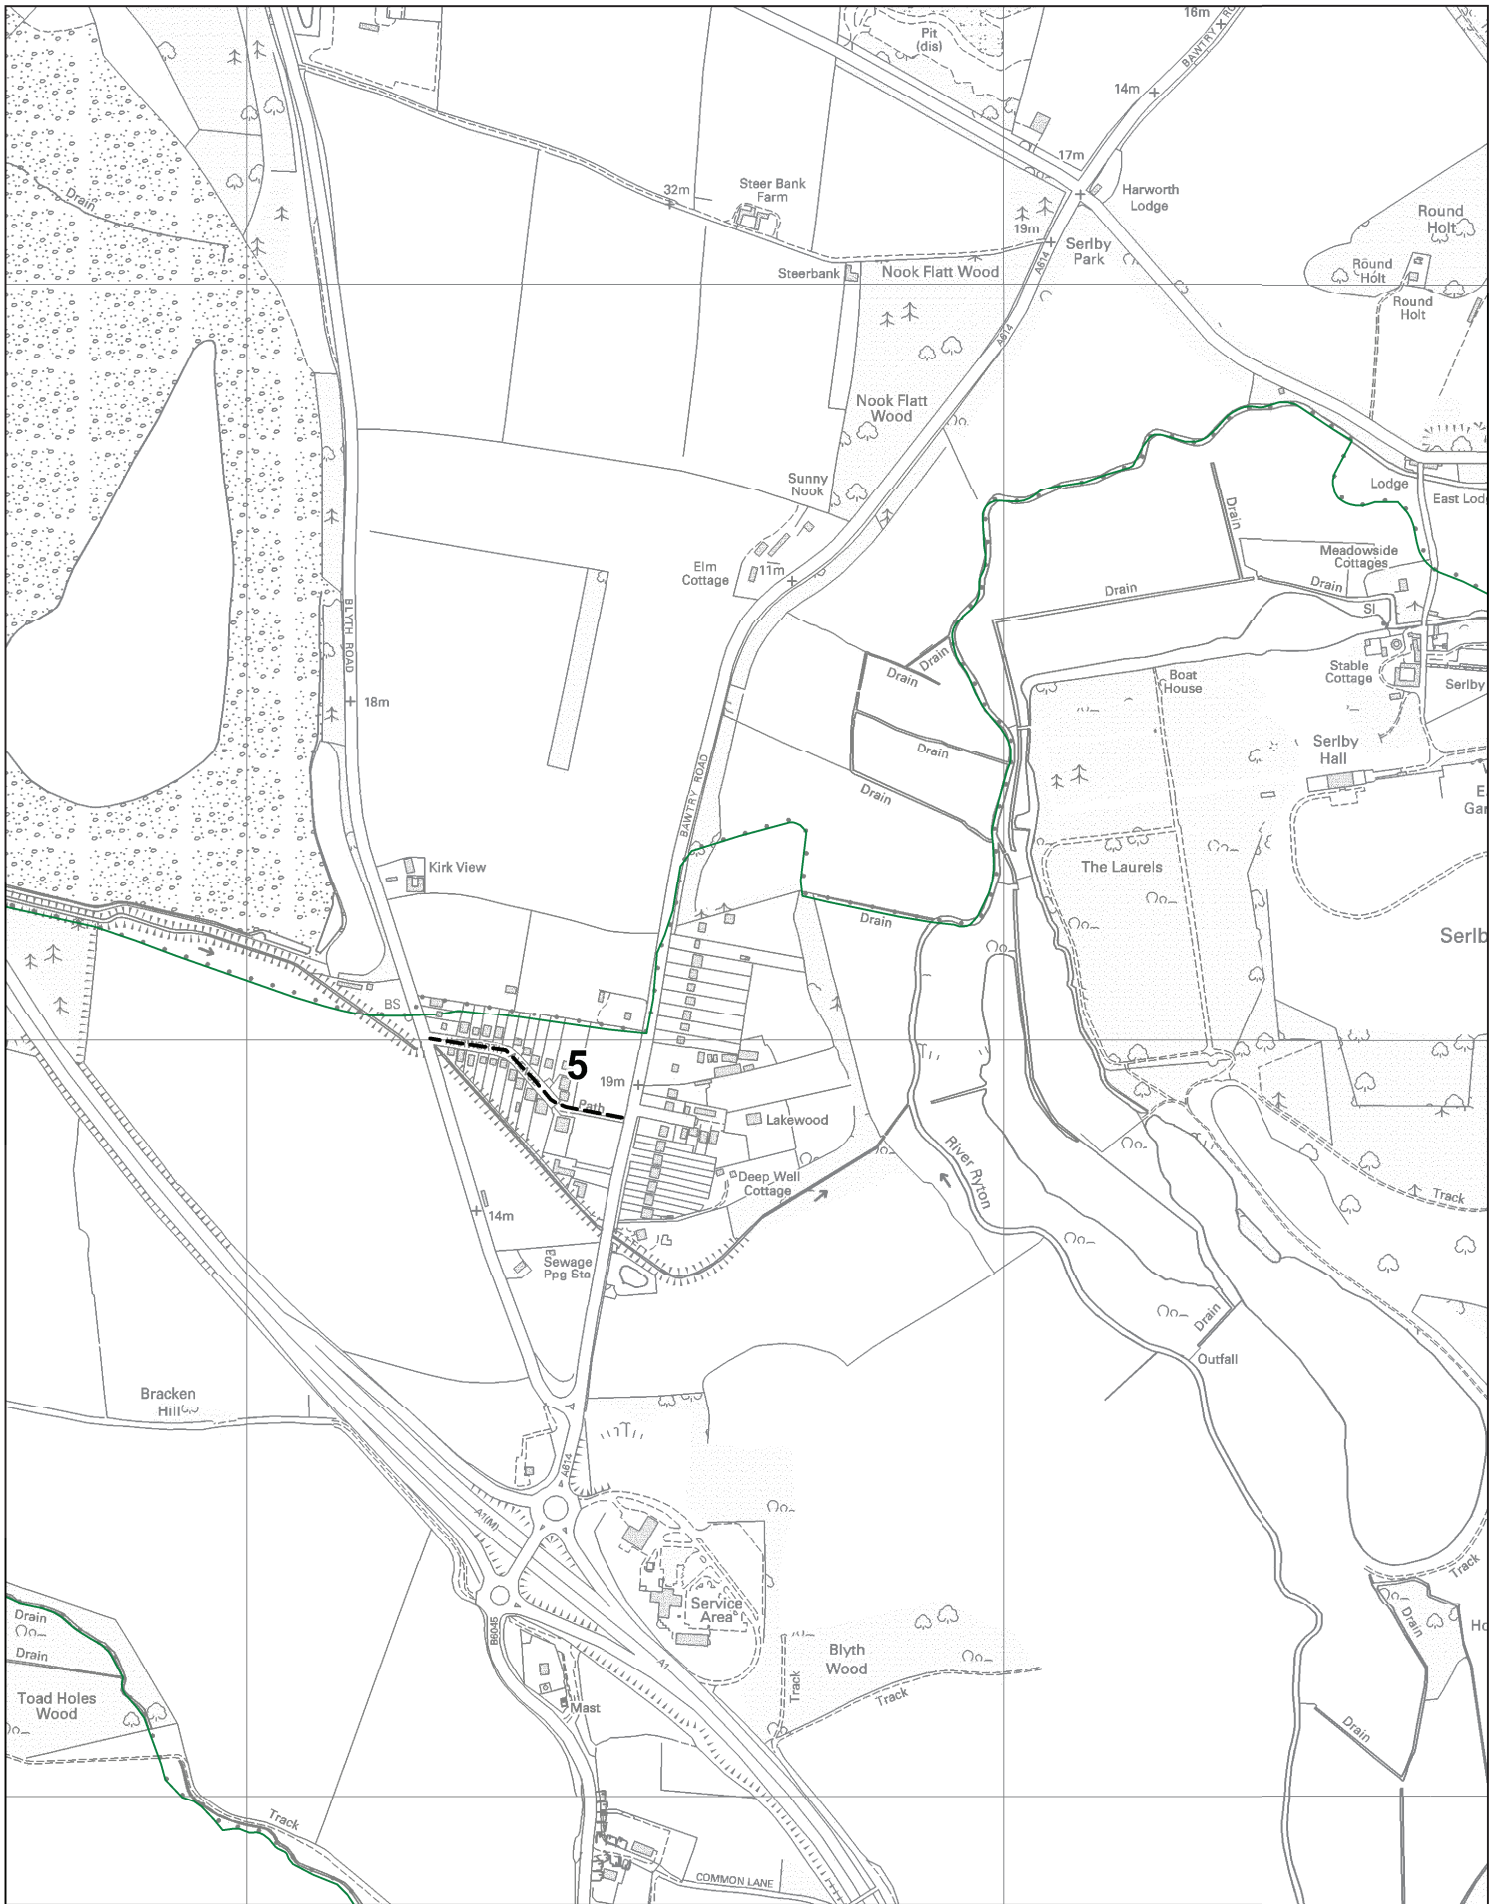 16m
BAWTRY RO
Pit
(dis)
14m
17m
32m
Steer Bank
Farm
Harworth
Lodge
Drain
19m
Serlby
Park
A614
Round
Holt
Round
Holt
Round
Holt
Steerbank
Nook Flatt Wood
A614
Nook Flatt
Wood
Sunny
Nook
Lodge
East Lod
Drain
Elm
Cottage
11m
Meadowside
Cottages
Drain
Drain
BLYTH ROAD
Sl
Drain
Drain
Boat
House
Stable
Cottage
Serlby
18m
Drain
Serlby
Hall
BAWTRY ROAD
Drain
E
Gar
Kirk View
The Laurels
Drain
Serlb
BS
5
19m
Path
Lakewood
Deep Well
Cottage
River Ryton
Track
14m
Sewage
Ppg Sta
Drain
Outfall
Bracken
Hill
A614
A1(M)
Track
Service
Area
Drain
Drain
Ho
Drain
B6045
A1
Blyth
Wood
Track
Track
Toad Holes
Wood
Mast
Drain
Track
COMMON LANE